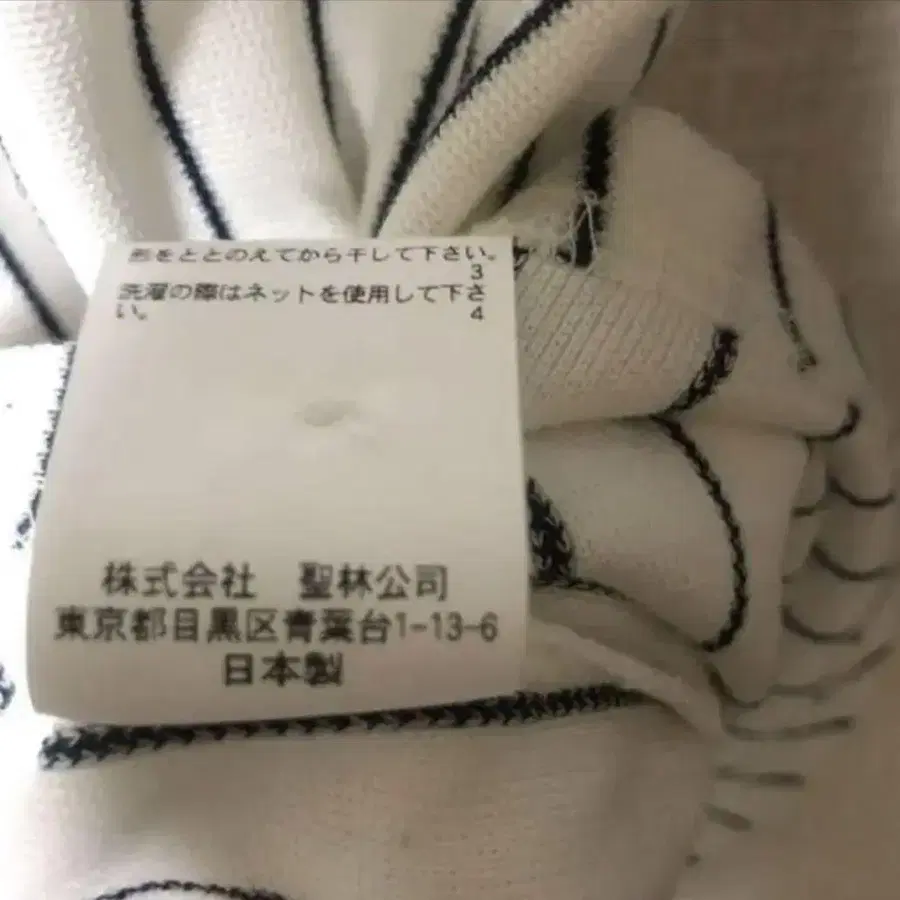 形をととのえてから干して下さい。
3
洗濯の際はネットを使用して下さ
い。 4
株式会社 聖林公司
東京都目黒区青葉台1-13-6
日本製